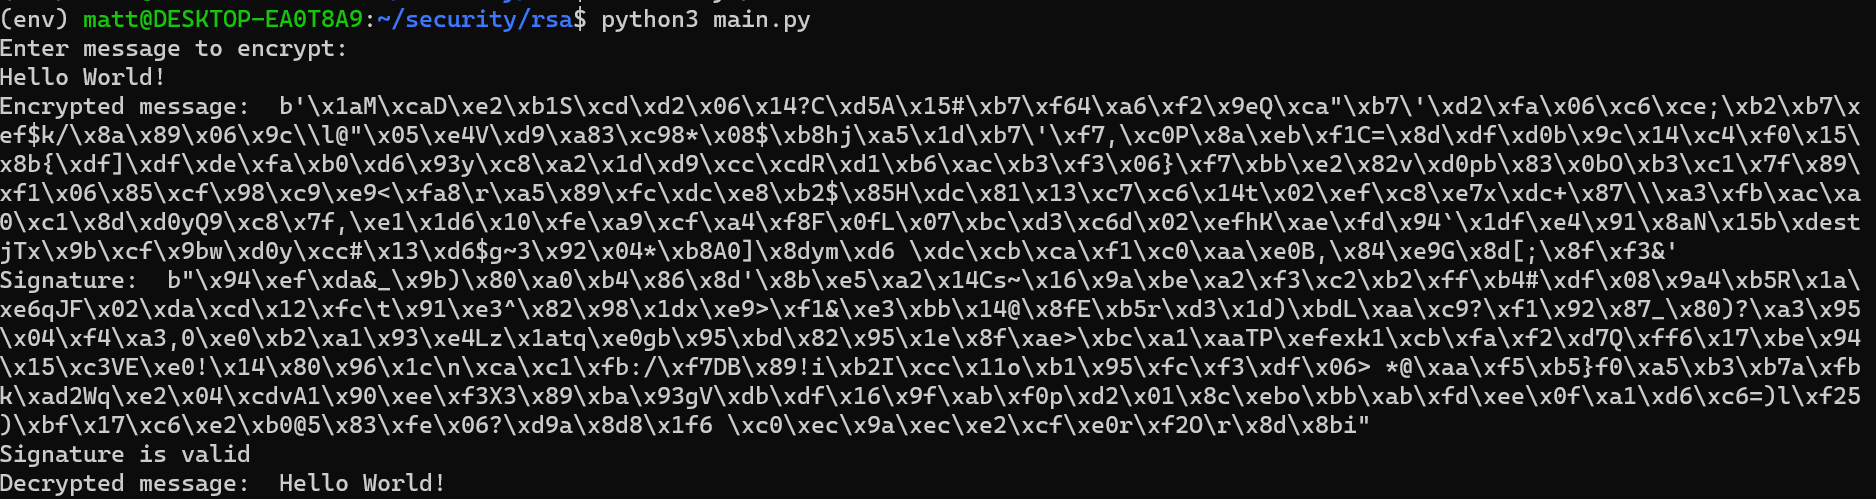 (env) matt@DESKTOP-EA0T8A9:~/security/rsa$ python3 main.py
Enter message to encrypt:
Hello World!
Encrypted message:  b'\x1aM\xcaD\xe2\xb1S\xcd\xd2\x06\x14?C\xd5A\x15#\xb7\xf64\xa6\xf2\x9eQ\xca"\xb7\'\xd2\xfa\x06\xc6\xce;\xb2\xb7\x
ef$k/\x8a\x89\x06\x9c\\l@"\x05\xe4V\xd9\xa83\xc98*\x08$\xb8hj\xa5\x1d\xb7\'\xf7,\xc0P\x8a\xeb\xf1C=\x8d\xdf\xd0b\x9c\x14\xc4\xf0\x15\
x8b{\xdf]\xdf\xde\xfa\xb0\xd6\x93y\xc8\xa2\x1d\xd9\xcc\xcdR\xd1\xb6\xac\xb3\xf3\x06}\xf7\xbb\xe2\x82v\xd0pb\x83\x0bO\xb3\xc1\x7f\x89\
xf1\x06\x85\xcf\x98\xc9\xe9<\xfa8\r\xa5\x89\xfc\xdc\xe8\xb2$\x85H\xdc\x81\x13\xc7\xc6\x14t\x02\xef\xc8\xe7x\xdc+\x87\\\xa3\xfb\xac\xa
0\xc1\x8d\xd0yQ9\xc8\x7f,\xe1\x1d6\x10\xfe\xa9\xcf\xa4\xf8F\x0fL\x07\xbc\xd3\xc6d\x02\xefhK\xae\xfd\x94`\x1df\xe4\x91\x8aN\x15b\xdest
jTx\x9b\xcf\x9bw\xd0y\xcc#\x13\xd6$g~3\x92\x04*\xb8A0]\x8dym\xd6 \xdc\xcb\xca\xf1\xc0\xaa\xe0B,\x84\xe9G\x8d[;\x8f\xf3&'
Signature:  b"\x94\xef\xda&_\x9b)\x80\xa0\xb4\x86\x8d'\x8b\xe5\xa2\x14Cs~\x16\x9a\xbe\xa2\xf3\xc2\xb2\xff\xb4#\xdf\x08\x9a4\xb5R\x1a\
xe6qJF\x02\xda\xcd\x12\xfc\t\x91\xe3^\x82\x98\x1dx\xe9>\xf1&\xe3\xbb\x14@\x8fE\xb5r\xd3\x1d)\xbdL\xaa\xc9?\xf1\x92\x87_\x80)?\xa3\x95
\x04\xf4\xa3,0\xe0\xb2\xa1\x93\xe4Lz\x1atq\xe0gb\x95\xbd\x82\x95\x1e\x8f\xae>\xbc\xa1\xaaTP\xefexk1\xcb\xfa\xf2\xd7Q\xff6\x17\xbe\x94
\x15\xc3VE\xe0!\x14\x80\x96\x1c\n\xca\xc1\xfb:/\xf7DB\x89!i\xb2I\xcc\x11o\xb1\x95\xfc\xf3\xdf\x06> *@\xaa\xf5\xb5}f0\xa5\xb3\xb7a\xfb
k\xad2Wq\xe2\x04\xcdvA1\x90\xee\xf3X3\x89\xba\x93gV\xdb\xdf\x16\x9f\xab\xf0p\xd2\x01\x8c\xebo\xbb\xab\xfd\xee\x0f\xa1\xd6\xc6=)l\xf25
)\xbf\x17\xc6\xe2\xb0@5\x83\xfe\x06?\xd9a\x8d8\x1f6 \xc0\xec\x9a\xec\xe2\xcf\xe0r\xf2O\r\x8d\x8bi"
Signature is valid
Decrypted message:  Hello World!